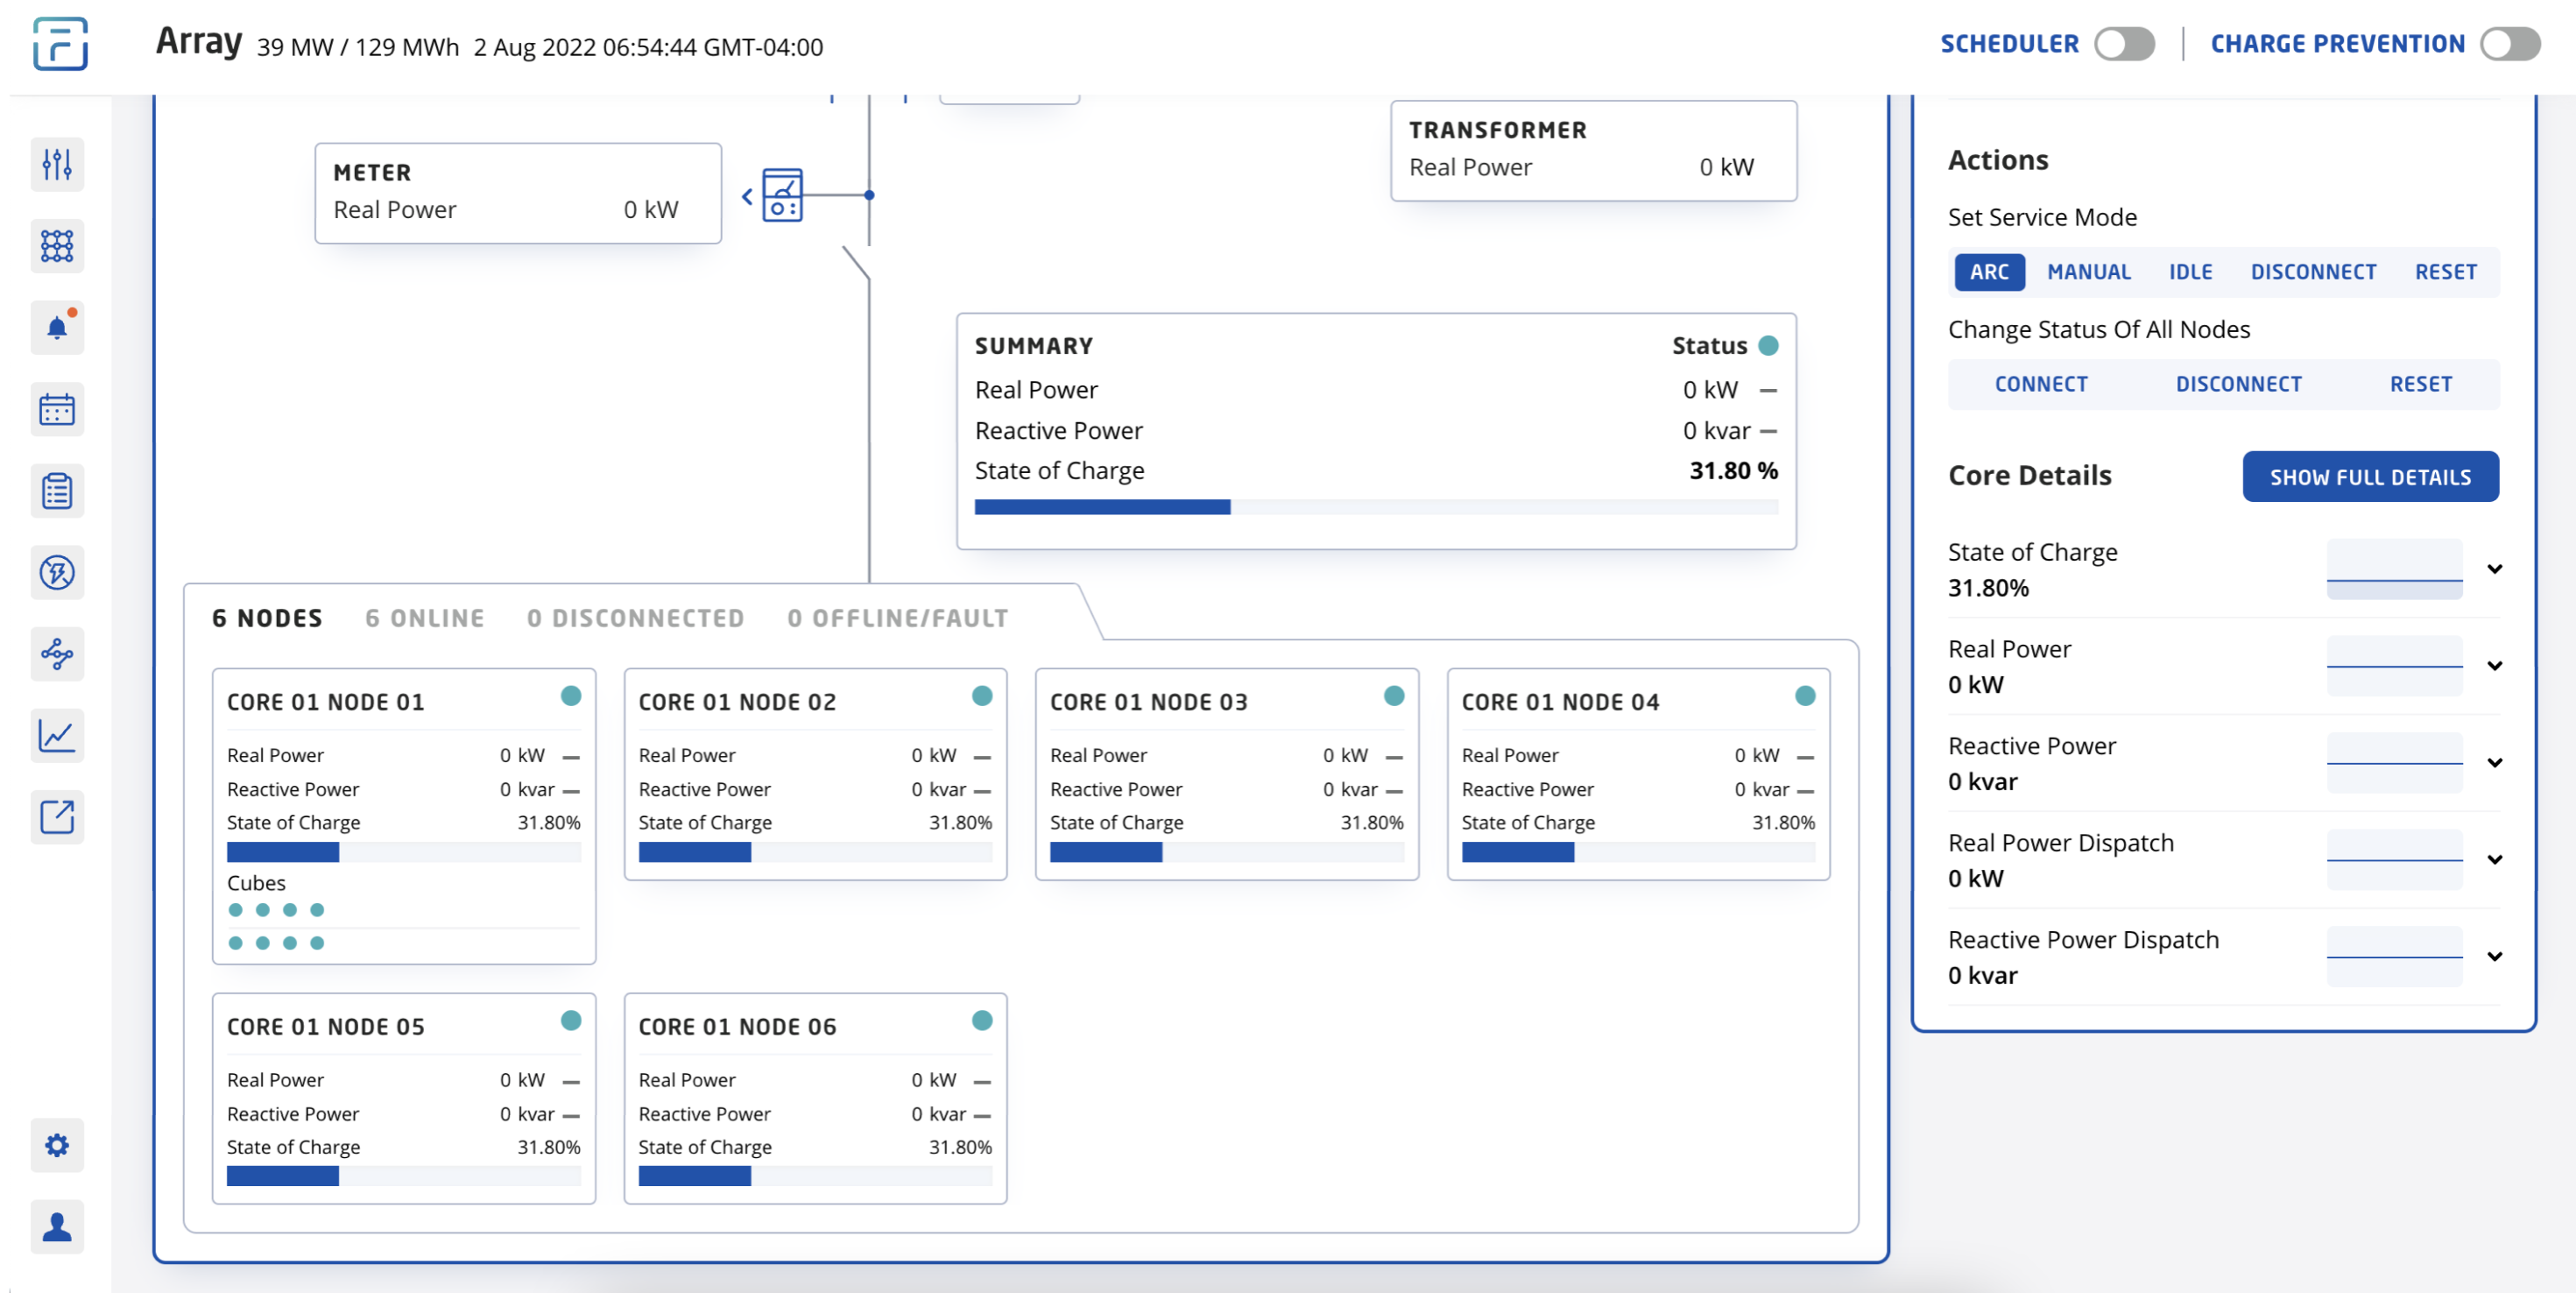 Array 39 MW / 129 MWh 2 Aug 2022 06:54:44 GMT-04:00
SCHEDULER
CHARGE PREVENTION
METER
Real Power 0 kW
TRANSFORMER
Real Power 0 kW
SUMMARY Status
Real Power 0 kW
Reactive Power 0 kvar
State of Charge 31.80 %
6 NODES 6 ONLINE 0 DISCONNECTED 0 OFFLINE/FAULT
CORE 01 NODE 01
Real Power 0 kW
Reactive Power 0 kvar
State of Charge 31.80%
Cubes
CORE 01 NODE 02
Real Power 0 kW
Reactive Power 0 kvar
State of Charge 31.80%
CORE 01 NODE 03
Real Power 0 kW
Reactive Power 0 kvar
State of Charge 31.80%
CORE 01 NODE 04
Real Power 0 kW
Reactive Power 0 kvar
State of Charge 31.80%
CORE 01 NODE 05
Real Power 0 kW
Reactive Power 0 kvar
State of Charge 31.80%
CORE 01 NODE 06
Real Power 0 kW
Reactive Power 0 kvar
State of Charge 31.80%
Actions
Set Service Mode
ARC MANUAL IDLE DISCONNECT RESET
Change Status Of All Nodes
CONNECT DISCONNECT RESET
Core Details SHOW FULL DETAILS
State of Charge
31.80%
Real Power
0 kW
Reactive Power
0 kvar
Real Power Dispatch
0 kW
Reactive Power Dispatch
0 kvar